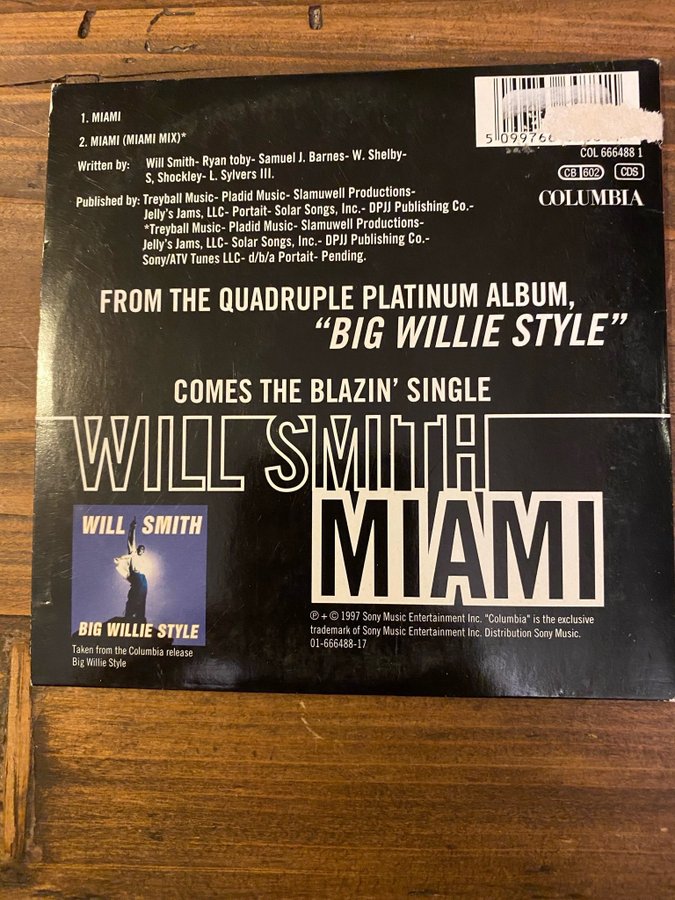 1. MIAMI
2. MIAMI (MIAMI MIX)*
Written by: Will Smith- Ryan toby- Samuel J. Barnes- W. Shelby-
S, Shockley- L. Sylvers III.
Published by: Treyball Music- Pladid Music- Slamuwell Productions-
Jelly's Jams, LLC- Portait- Solar Songs, Inc.- DPJJ Publishing Co.-
*Treyball Music- Pladid Music- Slamuwell Productions-
Jelly's Jams, LLC- Solar Songs, Inc.- DPJJ Publishing Co.-
Sony/ATV Tunes LLC- d/b/a Portait- Pending.
COL 666488 1
CB 602 CDS
COLUMBIA
FROM THE QUADRUPLE PLATINUM ALBUM,
"BIG WILLIE STYLE"
COMES THE BLAZIN' SINGLE
WILL SMITH
MIAMI
WILL SMITH
BIG WILLIE STYLE
Taken from the Columbia release
Big Willie Style
℗ + © 1997 Sony Music Entertainment Inc. "Columbia" is the exclusive
trademark of Sony Music Entertainment Inc. Distribution Sony Music.
01-666488-17